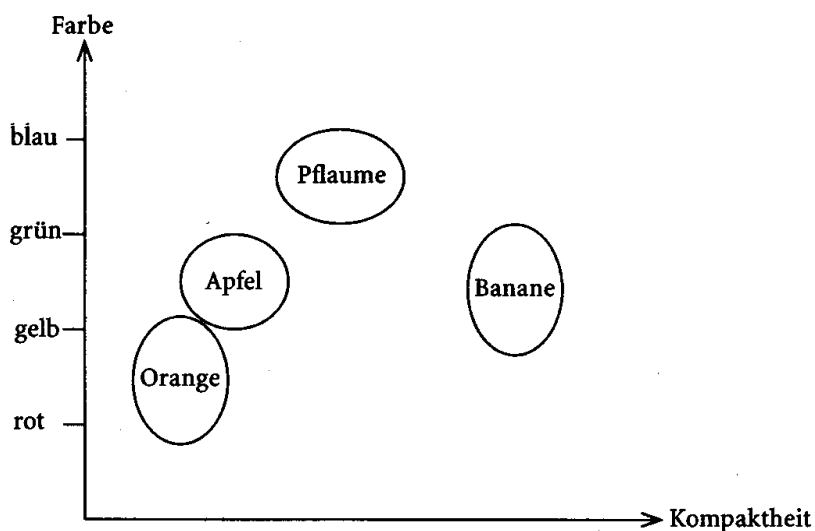 Farbe
blau
Pflaume
grün
Apfel
Banane
gelb
Orange
rot
Kompaktheit